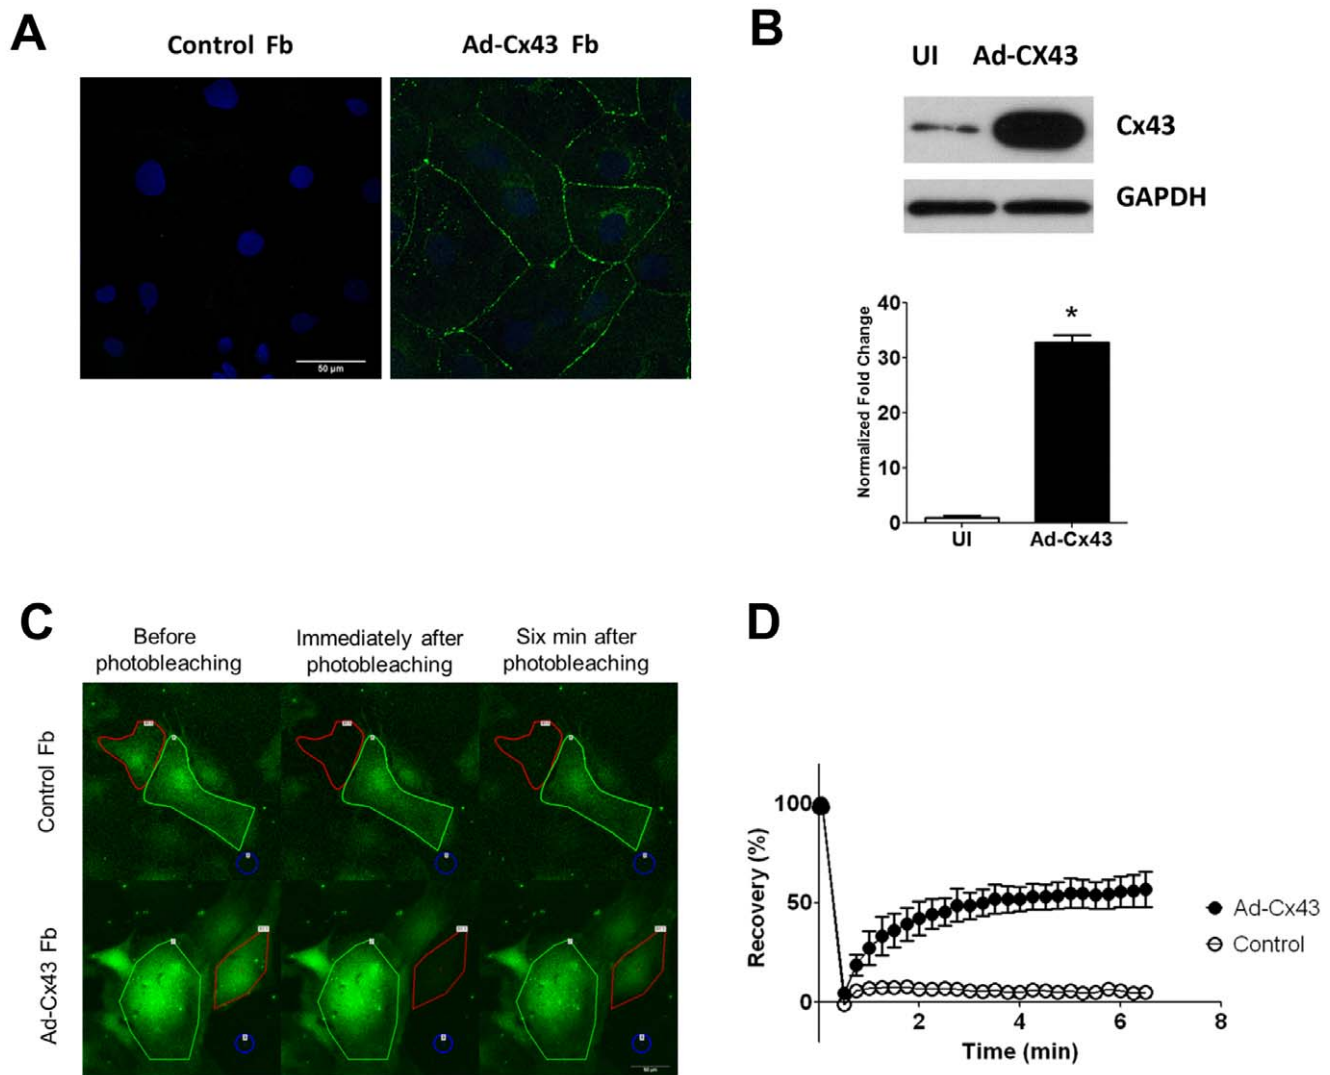 A
Control Fb
Ad-Cx43 Fb
50 µm
B
UI
Ad-CX43
Cx43
GAPDH
Normalized Fold Change
40
30
20
10
0
UI
Ad-Cx43
C
Before
photobleaching
Immediately after
photobleaching
Six min after
photobleaching
Control Fb
Ad-Cx43 Fb
D
Recovery (%)
100
50
0
2
4
6
8
Time (min)
Ad-Cx43
Control